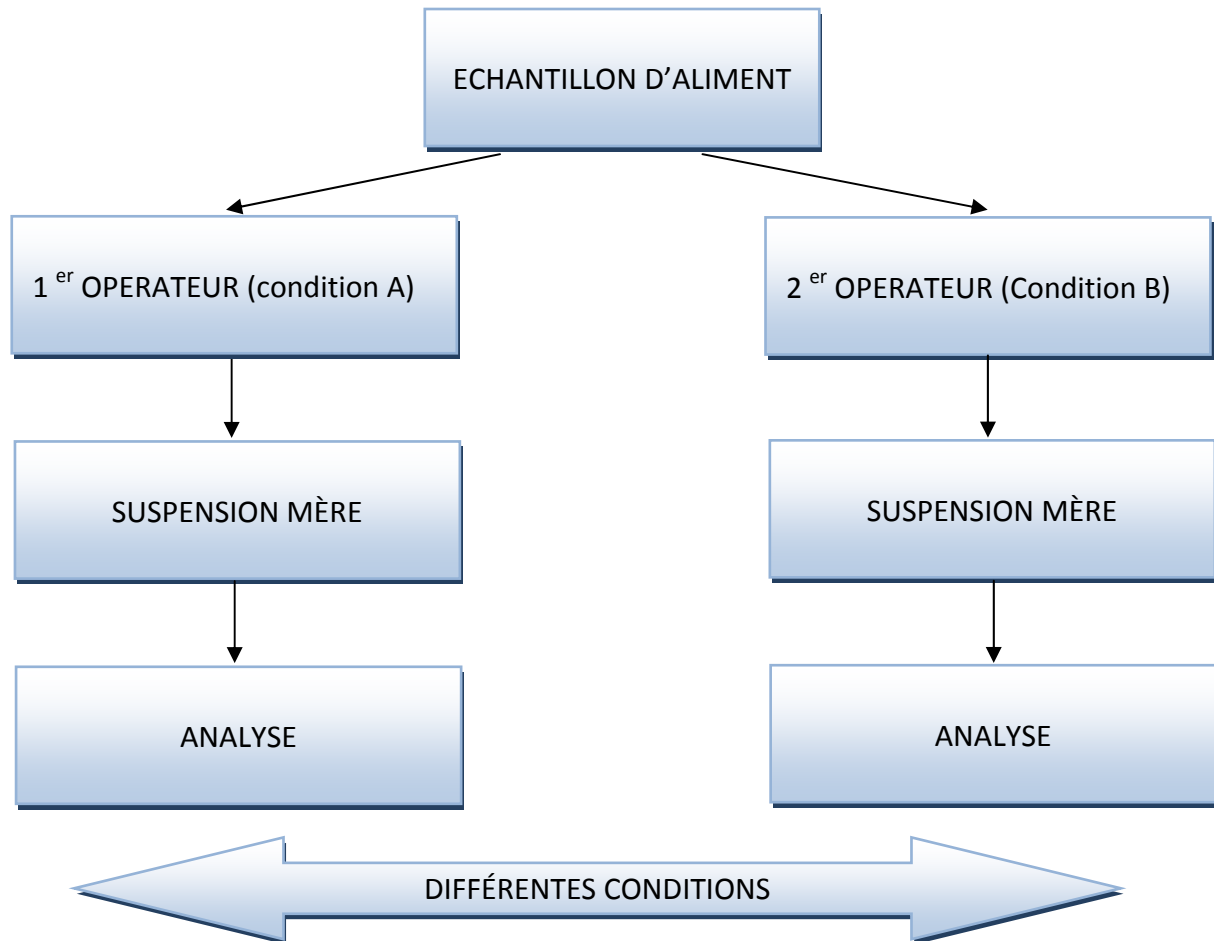 ECHANTILLON D’ALIMENT
1 er OPERATEUR (condition A)
2 er OPERATEUR (Condition B)
SUSPENSION MÈRE
SUSPENSION MÈRE
ANALYSE
ANALYSE
DIFFÉRENTES CONDITIONS